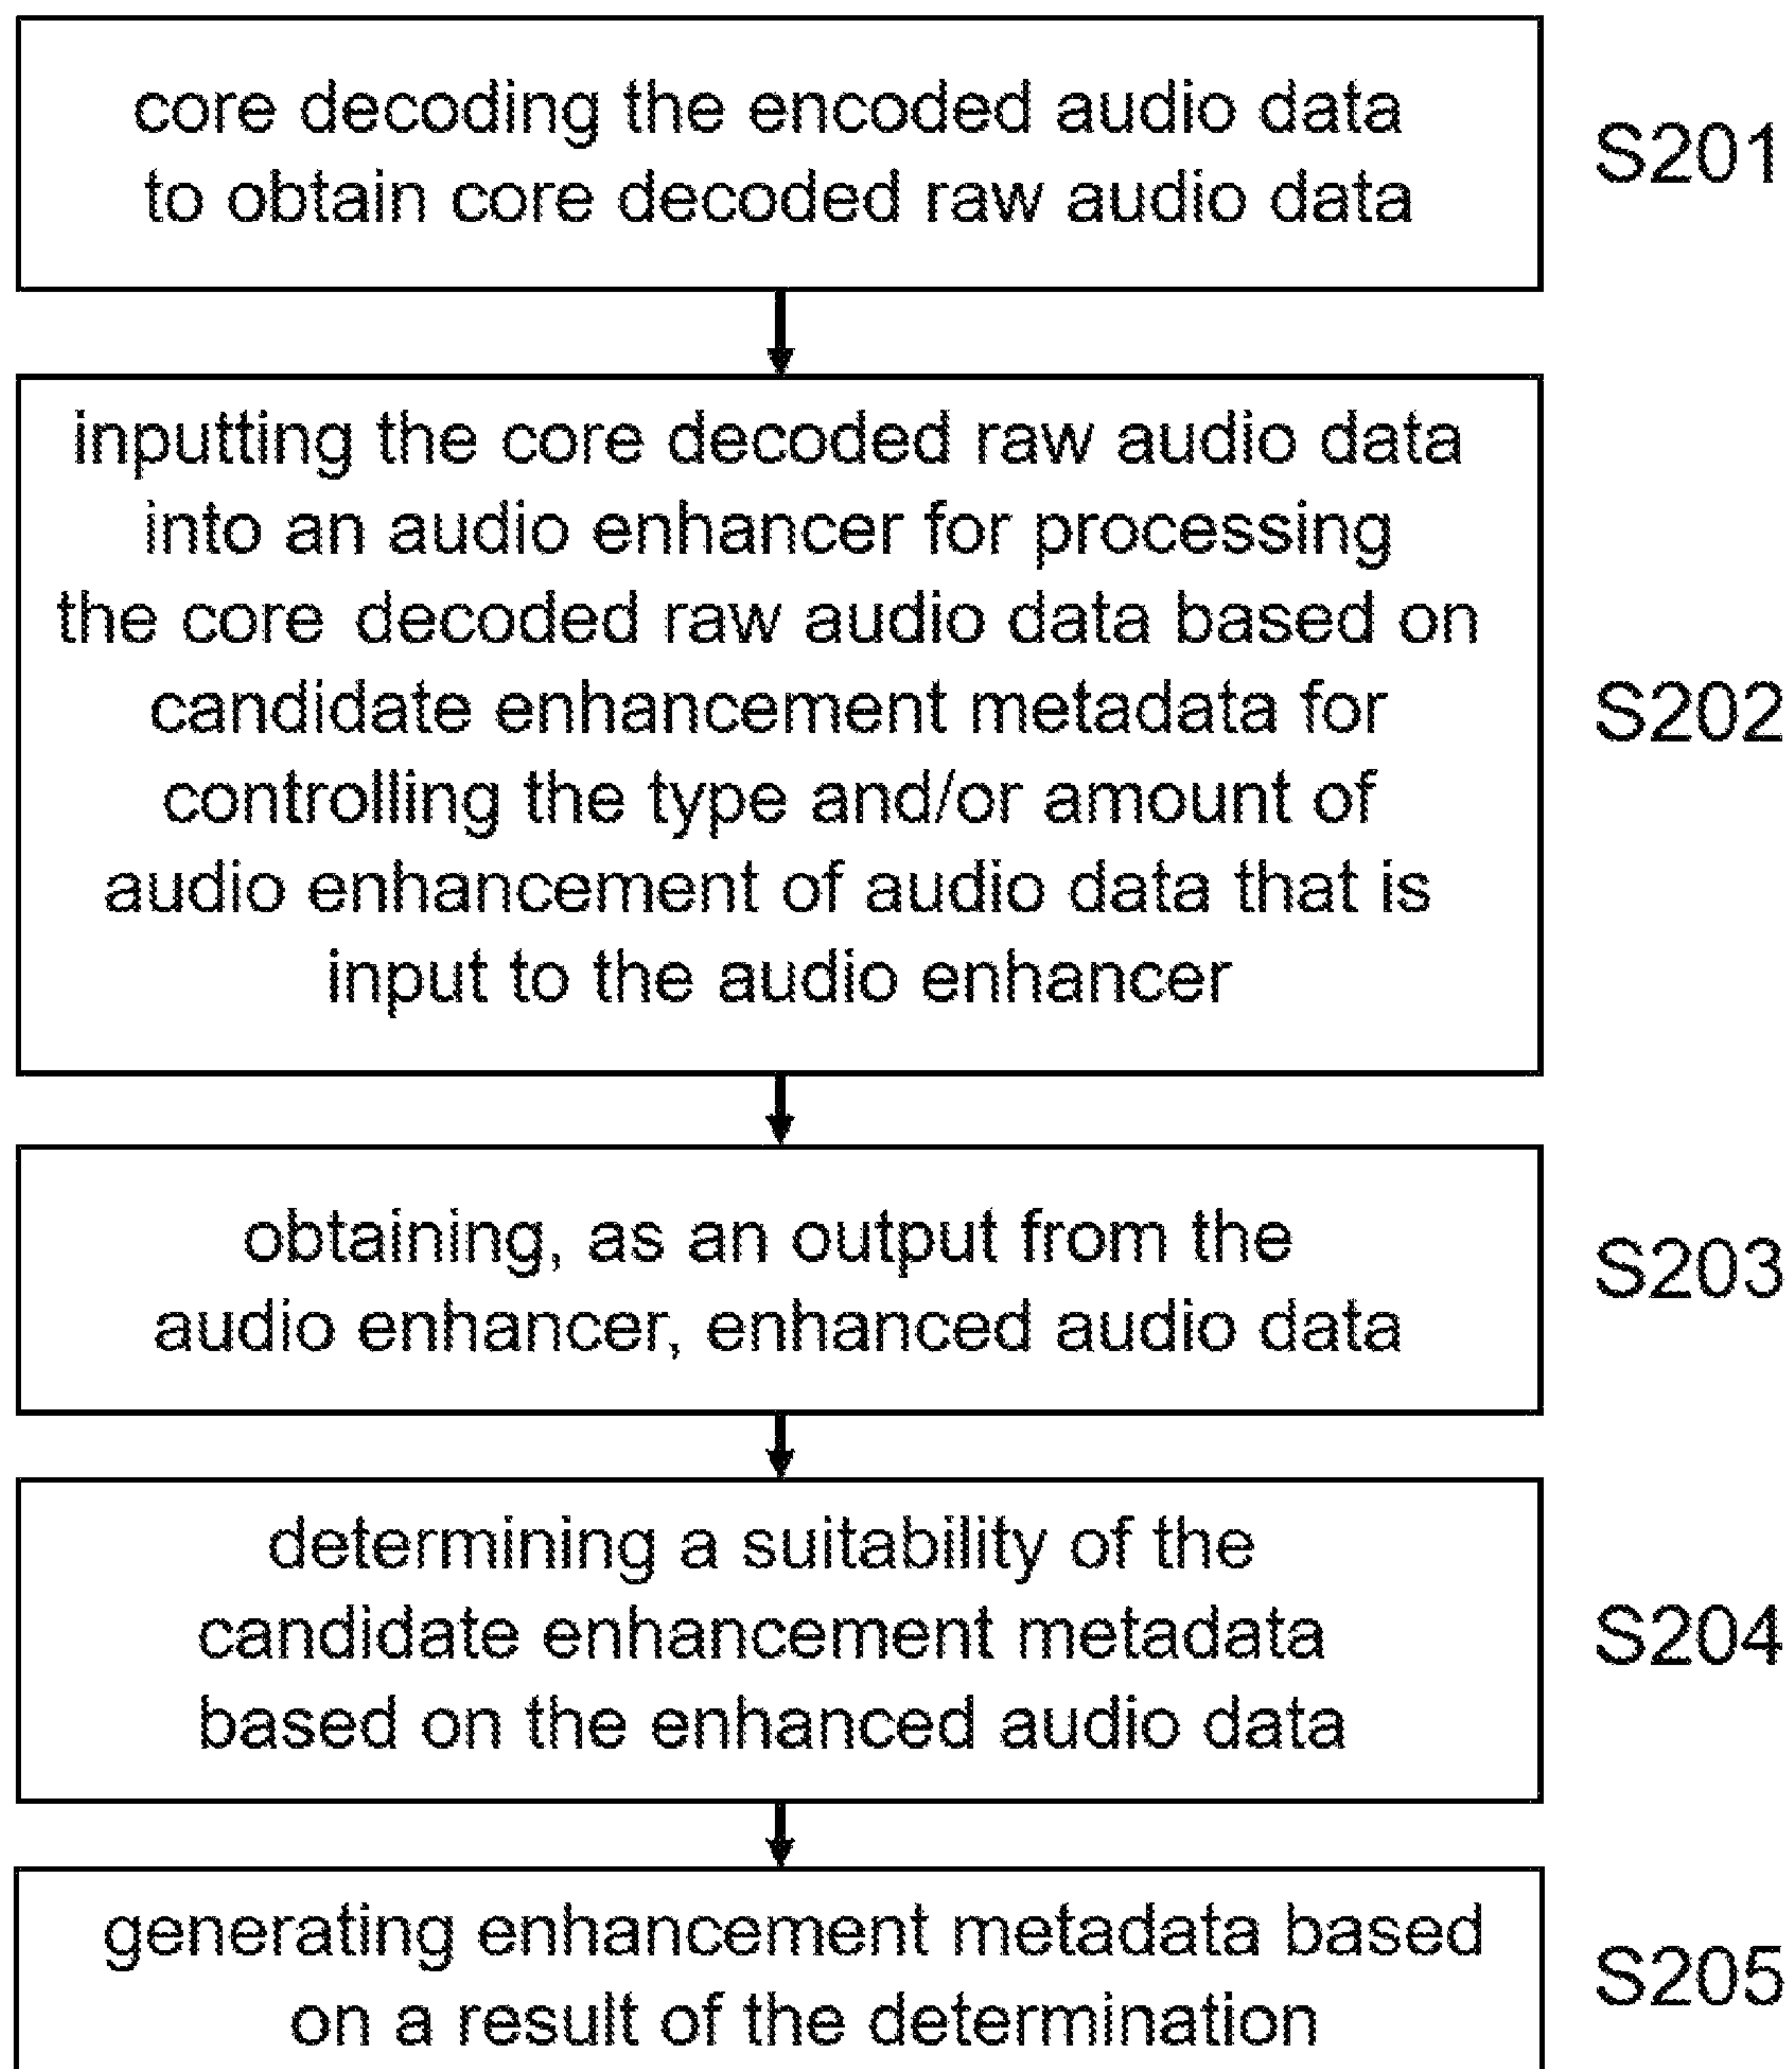 core decoding the encoded audio data
to obtain core decoded raw audio data
S201
inputting the core decoded raw audio data
into an audio enhancer for processing
the core decoded raw audio data based on
candidate enhancement metadata for
controlling the type and/or amount of
audio enhancement of audio data that is
input to the audio enhancer
S202
obtaining, as an output from the
audio enhancer, enhanced audio data
S203
determining a suitability of the
candidate enhancement metadata
based on the enhanced audio data
S204
generating enhancement metadata based
on a result of the determination
S205